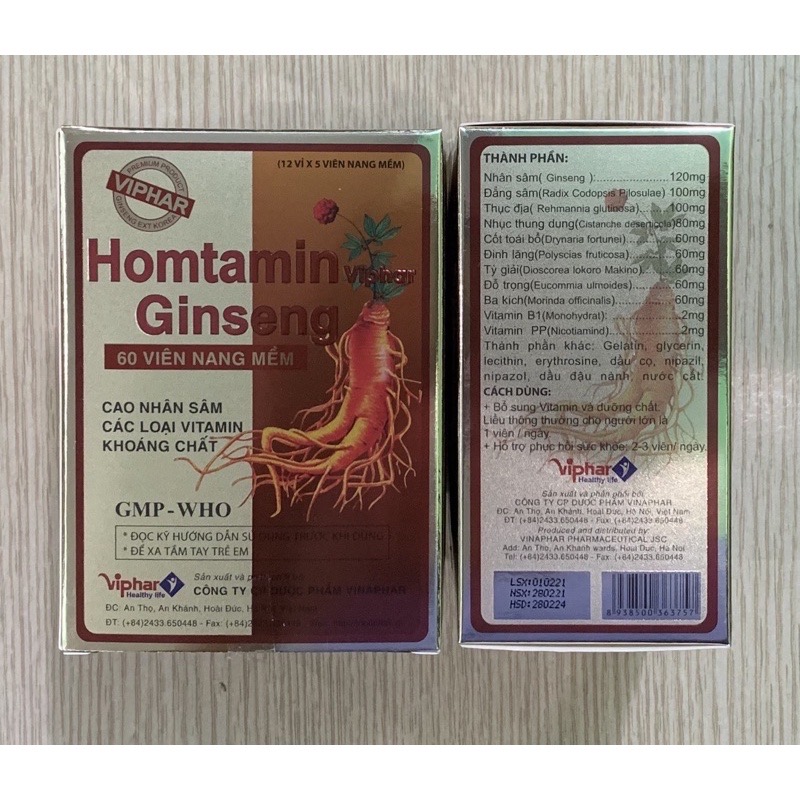 PREMIUM PRODUCT
VIPHAR
GINSENG EXT KOREA
(12 VỈ X 5 VIÊN NANG MỀM)
Homtamin
Viphar
Ginseng
60 VIÊN NANG MỀM
CAO NHÂN SÂM
CÁC LOẠI VITAMIN
KHOÁNG CHẤT
GMP-WHO
* ĐỌC KỸ HƯỚNG DẪN SỬ DỤNG TRƯỚC KHI DÙNG
* ĐỂ XA TẦM TAY TRẺ EM
Viphar
Healthy life
Sản xuất và phân phối bởi
CÔNG TY CP DƯỢC PHẨM VINAPHAR
ĐC: An Thọ, An Khánh, Hoài Đức, Hà Nội, Việt Nam
ĐT: (+84)2433.650448 - Fax: (+84)2433.650448
THÀNH PHẦN:
Nhân sâm( Ginseng ):.....................120mg
Đẳng sâm(Radix Codopsis Pilosulae) 100mg
Thục địa( Rehmannia glutinosa)........100mg
Nhục thung dung(Cistanche deserticola)80mg
Cốt toái bổ(Drynaria fortunei)............60mg
Đinh lăng(Polyscias fruticosa)............60mg
Tỳ giải(Dioscorea lokoro Makino).......60mg
Đỗ trọng(Eucommia ulmoides)..........60mg
Ba kích(Morinda officinalis)...............60mg
Vitamin B1(Monohydrat):..................2mg
Vitamin PP(Nicotiamind)...................2mg
Thành phần khác: Gelatin, glycerin,
lecithin, erythrosine, dầu cọ, nipazil,
nipazol, dầu đậu nành, nước cất.
CÁCH DÙNG:
+ Bổ sung Vitamin và dưỡng chất.
Liều thông thường cho người lớn là
1 viên / ngày
+ Hỗ trợ phục hồi sức khỏe: 2-3 viên/ ngày.
Viphar
Healthy life
Sản xuất và phân phối bởi:
CÔNG TY CP DƯỢC PHẨM VINAPHAR
ĐC: An Thọ, An Khánh, Hoài Đức, Hà Nội, Việt Nam
ĐT: (+84)2433.650448 - Fax: (+84)2433.650448
Produced and distributed by:
VINAPHAR PHARMACEUTICAL JSC
Add: An Tho, An Khanh wards, Hoai Duc, Ha Noi
Tel: (+84)2433.650448 - Fax: (+84)2433.650448
LSX:010221
NSX:280221
HSD:280224
8 938500 363757